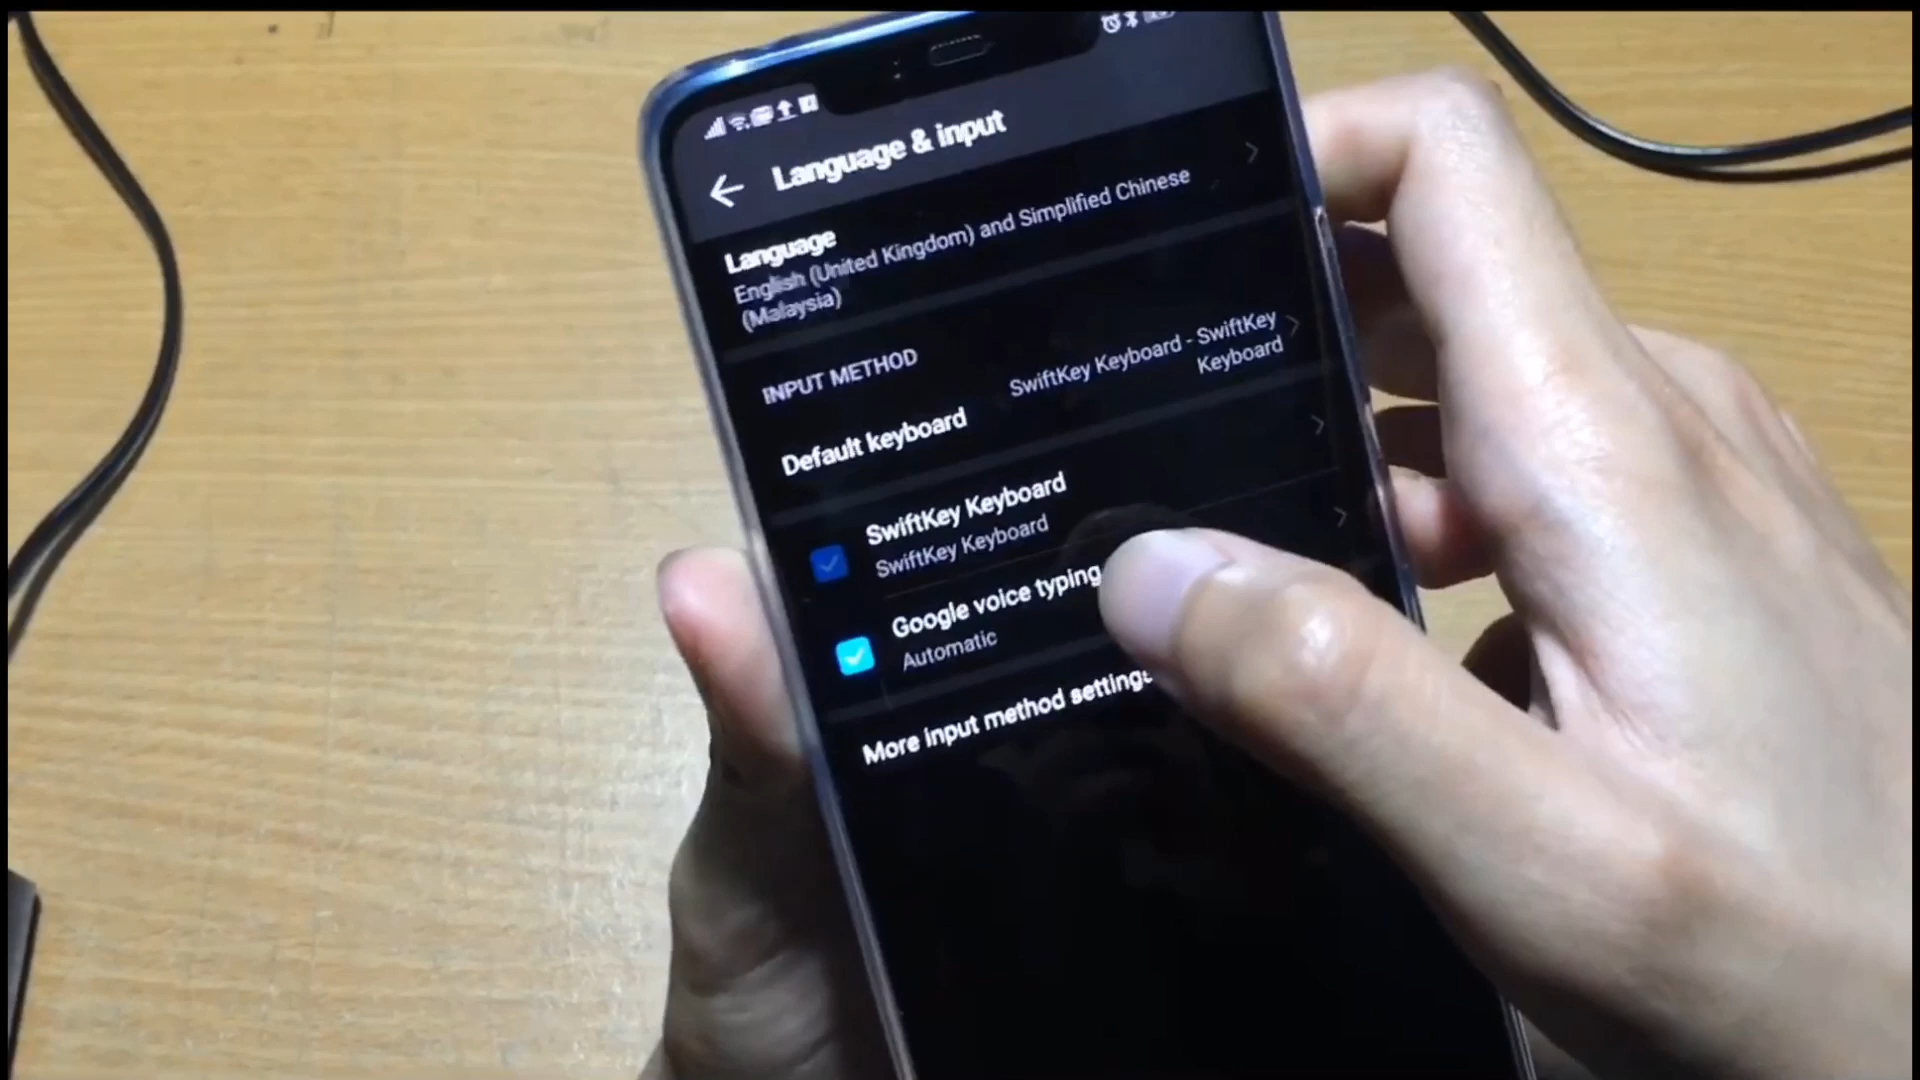 Language & input
Language
English (United Kingdom) and Simplified Chinese
(Malaysia)
INPUT METHOD
Default keyboard
SwiftKey Keyboard - SwiftKey
Keyboard
SwiftKey Keyboard
SwiftKey Keyboard
Google voice typing
Automatic
More input method settings